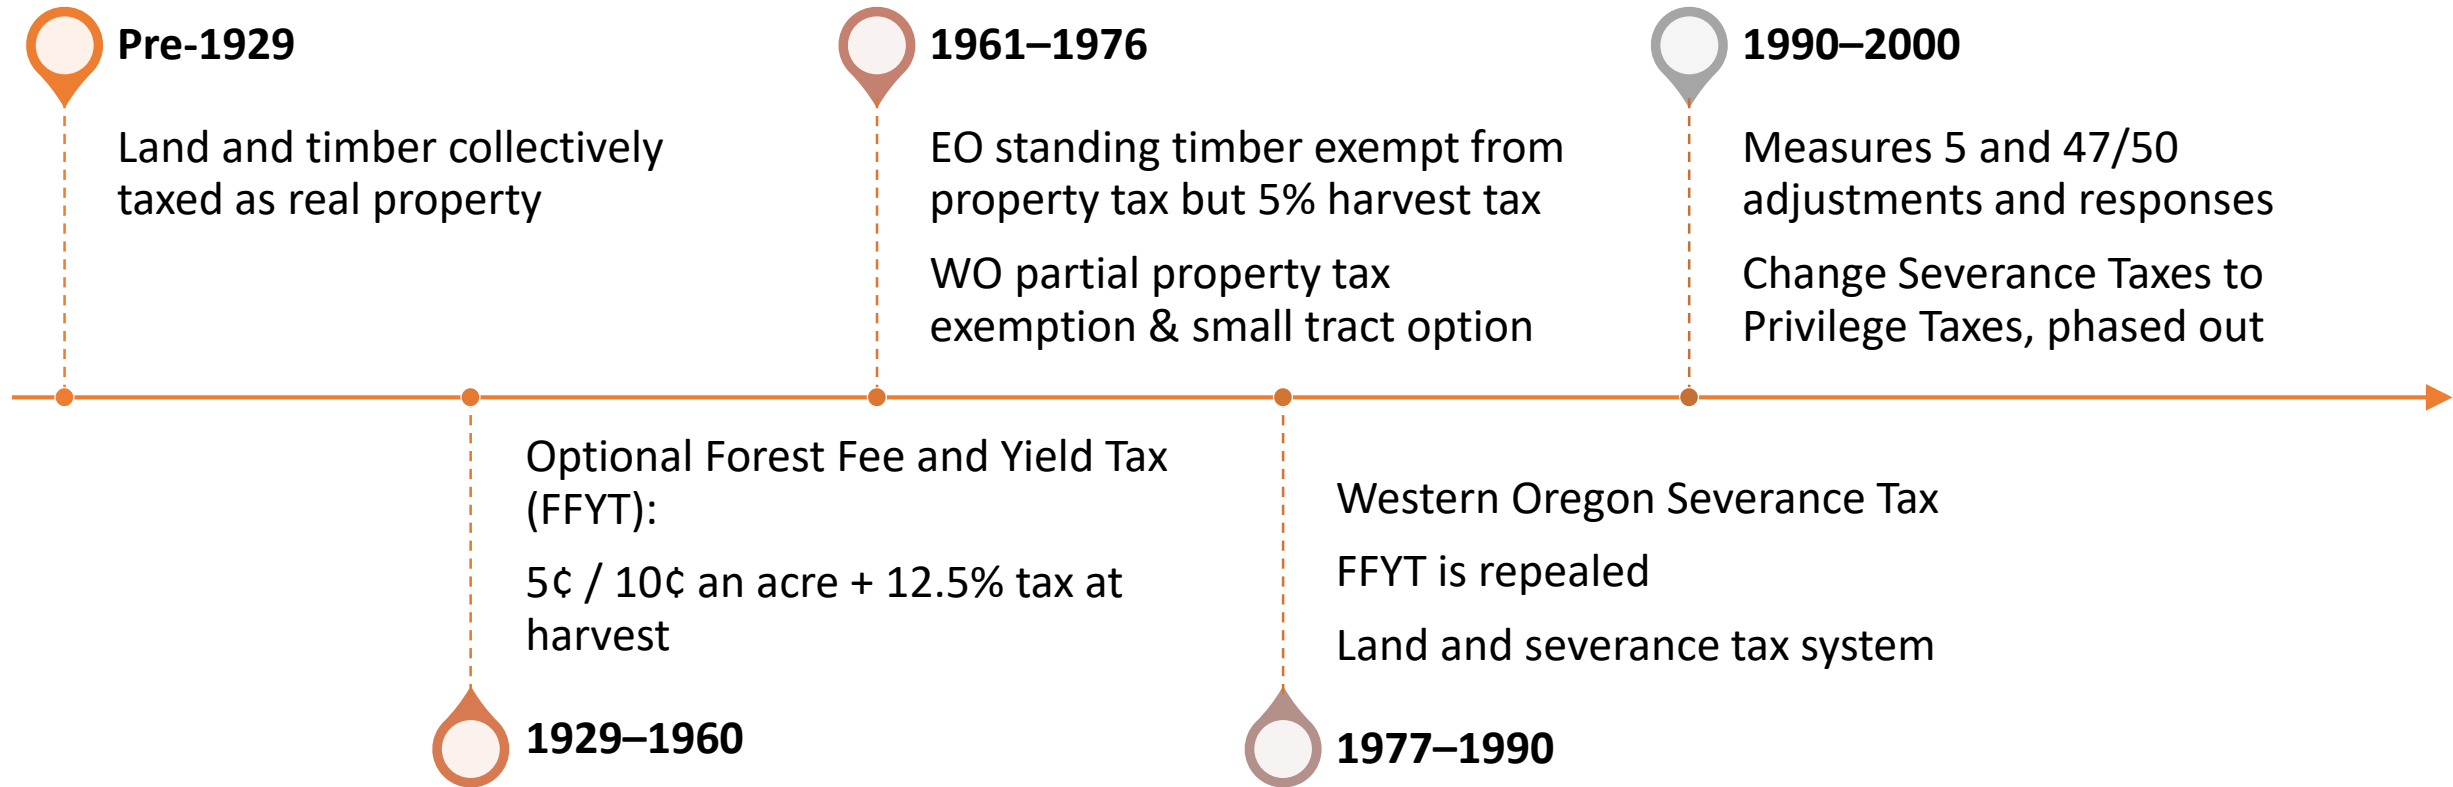 Pre-1929
Land and timber collectively
taxed as real property
Optional Forest Fee and Yield Tax
(FFYT):
5¢ / 10¢ an acre + 12.5% tax at
harvest
1929–1960
1961–1976
EO standing timber exempt from
property tax but 5% harvest tax
WO partial property tax
exemption & small tract option
Western Oregon Severance Tax
FFYT is repealed
Land and severance tax system
1977–1990
1990–2000
Measures 5 and 47/50
adjustments and responses
Change Severance Taxes to
Privilege Taxes, phased out